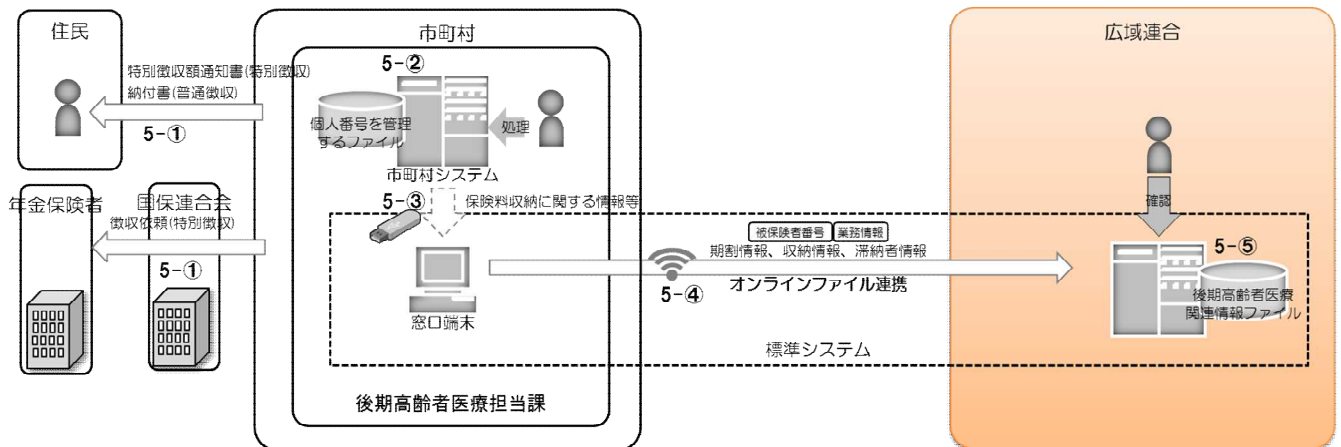 住民
特別徴収額通知書(特別徴収)
納付書(普通徴収)
5-①
年金保険者
国保連合会
徴収依頼(特別徴収)
5-①
市町村
5-②
個人番号を管理
するファイル
処理
市町村システム
5-③
保険料収納に関する情報等
窓口端末
後期高齢者医療担当課
被保険者番号 業務情報
期割情報、収納情報、滞納者情報
5-④
オンラインファイル連携
標準システム
広域連合
確認
5-⑤
後期高齢者医療
関連情報ファイル